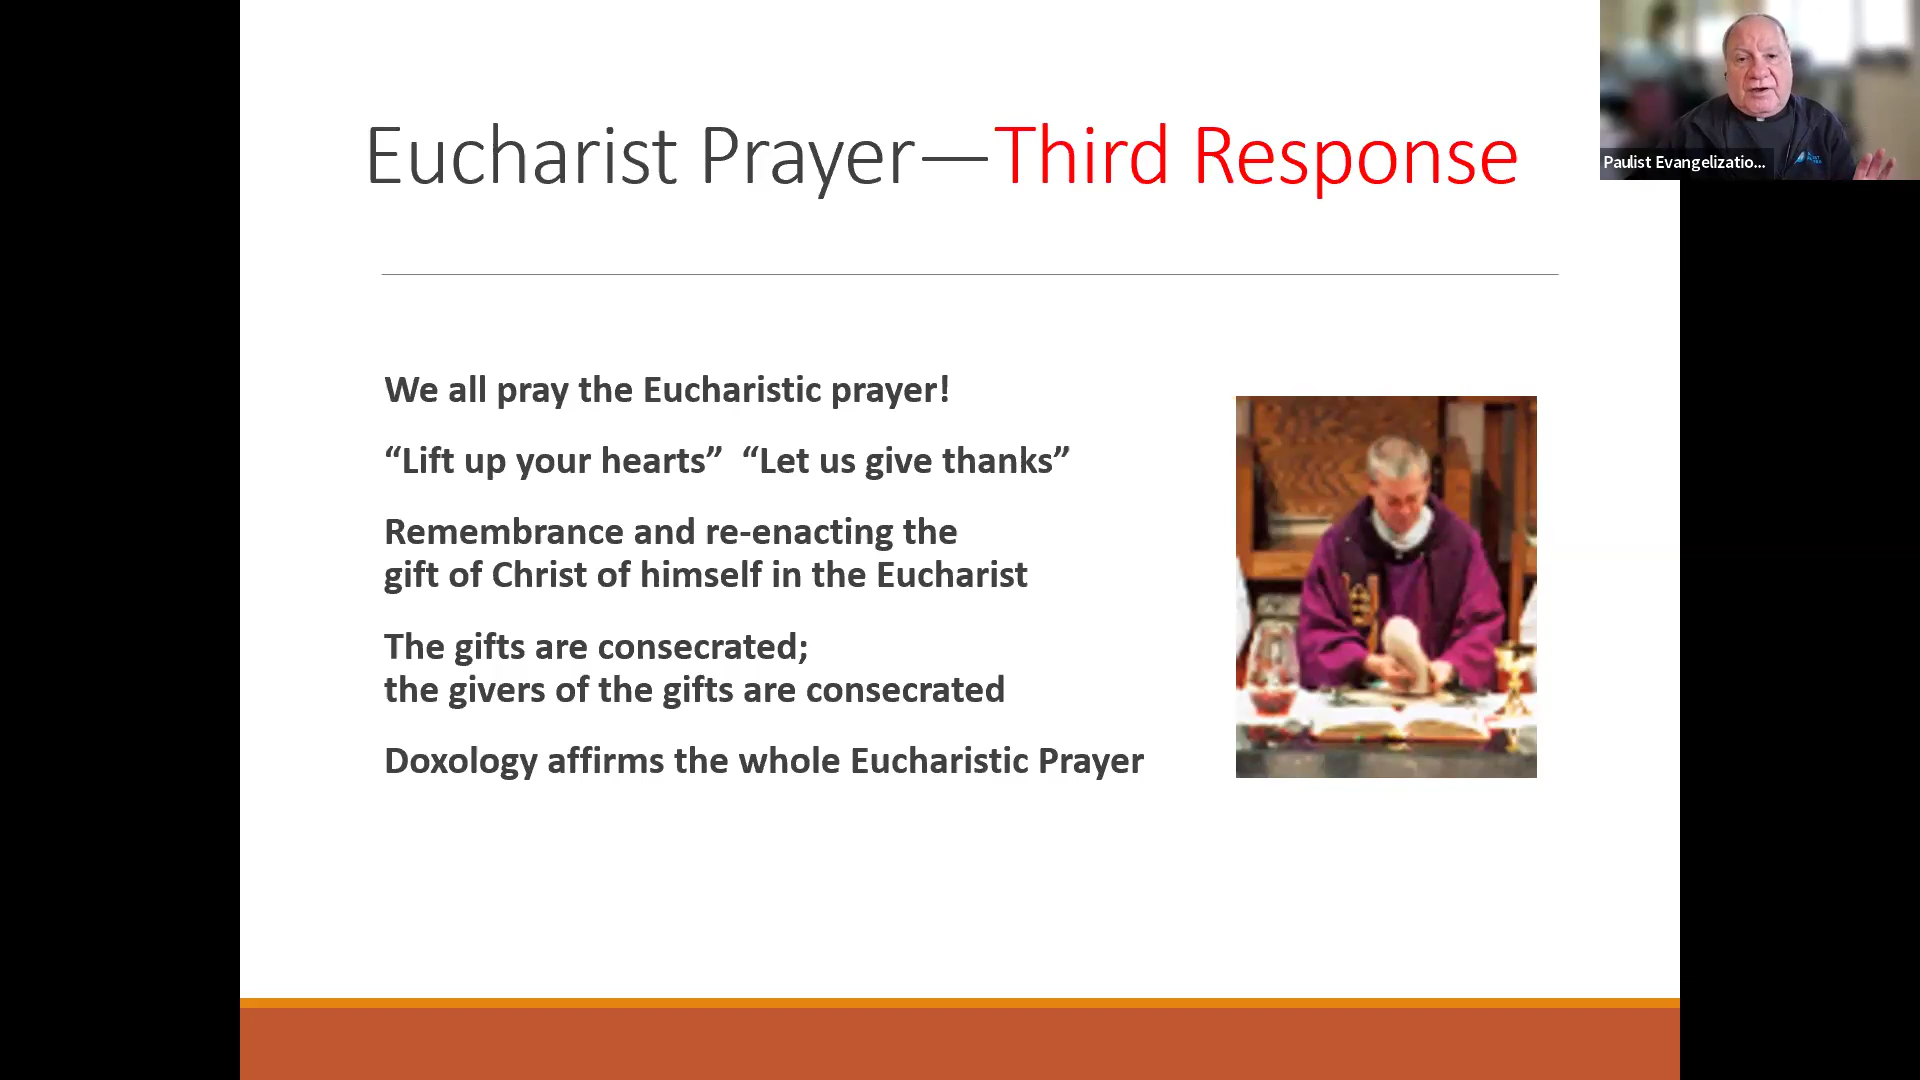 Eucharist Prayer—Third Response
Paulist Evangelizatio...
We all pray the Eucharistic prayer!
“Lift up your hearts” “Let us give thanks”
Remembrance and re-enacting the
gift of Christ of himself in the Eucharist
The gifts are consecrated;
the givers of the gifts are consecrated
Doxology affirms the whole Eucharistic Prayer